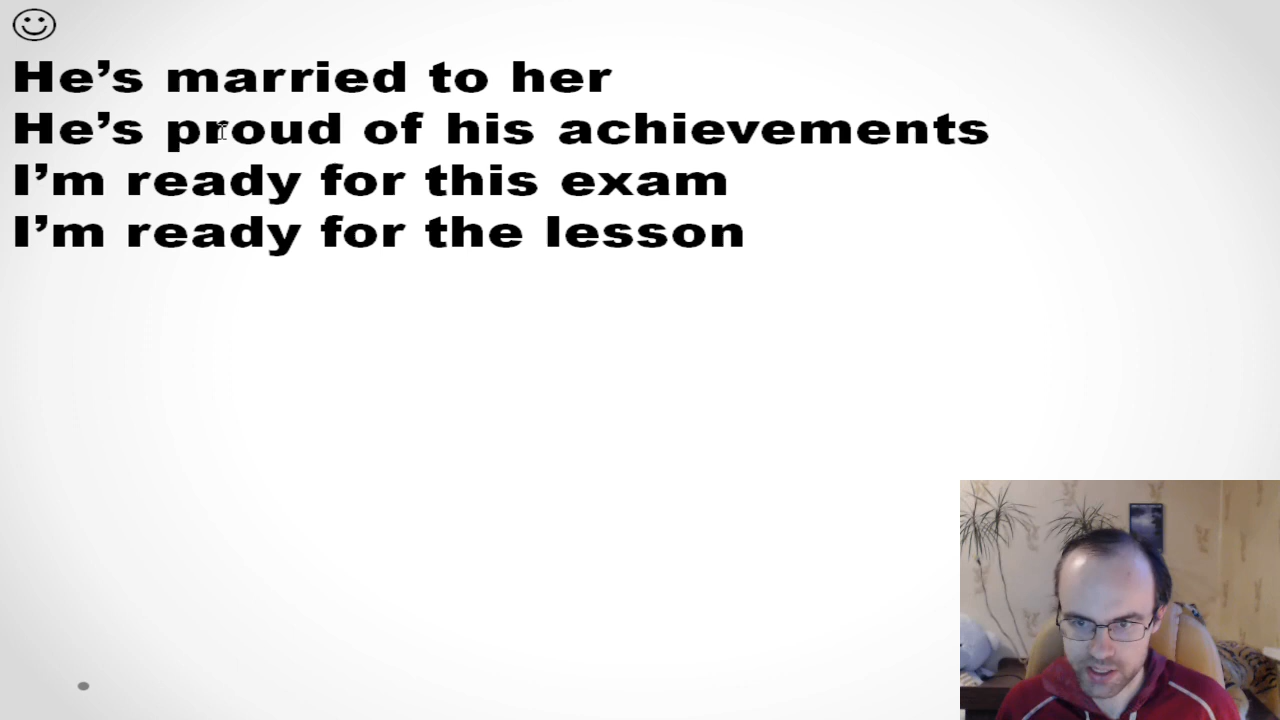 He’s married to her
He’s proud of his achievements
I’m ready for this exam
I’m ready for the lesson